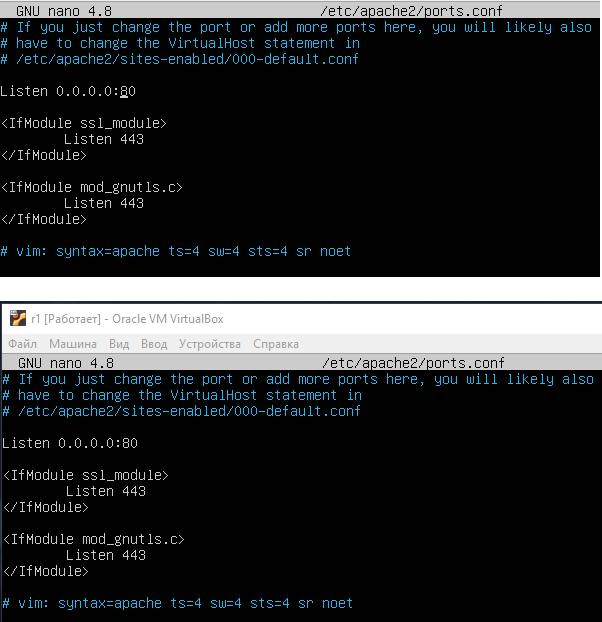 GNU nano 4.8 /etc/apache2/ports.conf
# If you just change the port or add more ports here, you will likely also
# have to change the VirtualHost statement in
# /etc/apache2/sites-enabled/000-default.conf
Listen 0.0.0.0:80
<IfModule ssl_module>
Listen 443
</IfModule>
<IfModule mod_gnutls.c>
Listen 443
</IfModule>
# vim: syntax=apache ts=4 sw=4 sts=4 sr noet
r1 [Работает] - Oracle VM VirtualBox
Файл Машина Вид Ввод Устройства Справка
GNU nano 4.8 /etc/apache2/ports.conf
# If you just change the port or add more ports here, you will likely also
# have to change the VirtualHost statement in
# /etc/apache2/sites-enabled/000-default.conf
Listen 0.0.0.0:80
<IfModule ssl_module>
Listen 443
</IfModule>
<IfModule mod_gnutls.c>
Listen 443
</IfModule>
# vim: syntax=apache ts=4 sw=4 sts=4 sr noet